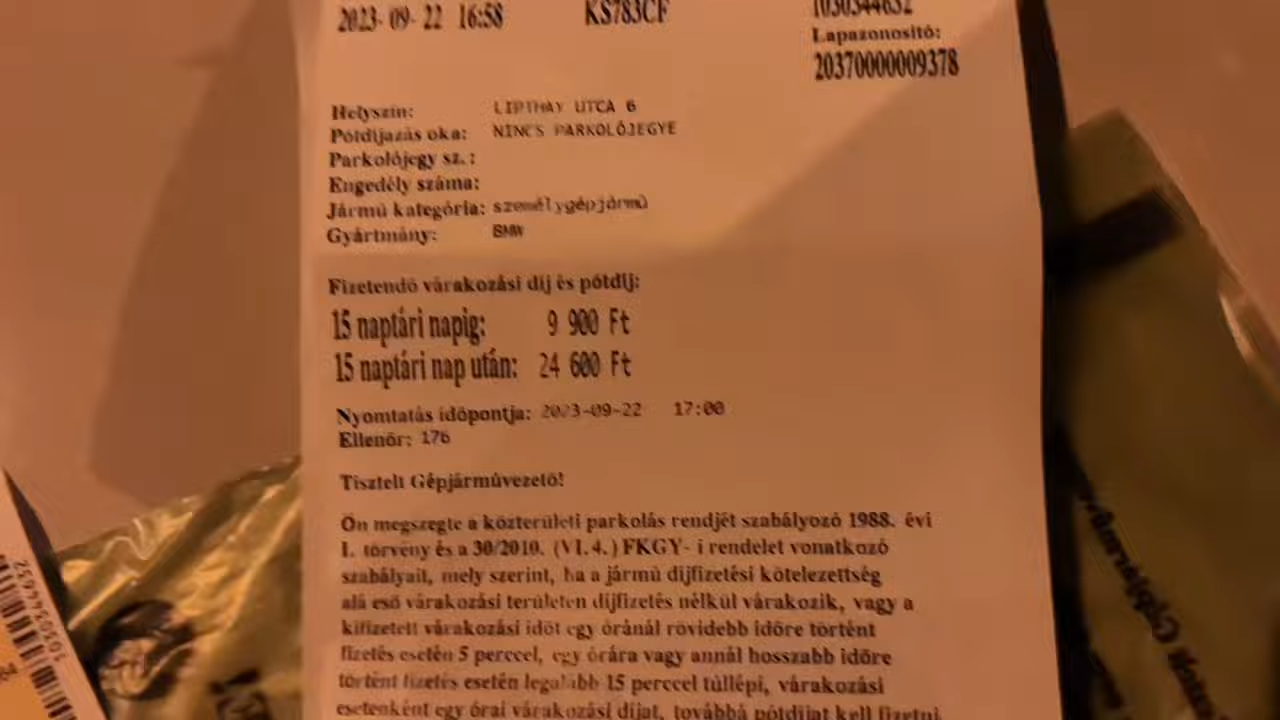 2023-09-22 16:58 KS783CF 1030344632
Lapazonosító:
20370000009378
Helyszín: LIPTHAY UTCA 6
Pótdíjazás oka: NINCS PARKOLÓJEGYE
Parkolójegy sz.:
Engedély száma:
Jármű kategória: személygépjármű
Gyártmány: BMW
Fizetendő várakozási díj és pótdíj:
15 naptári napig: 9 900 Ft
15 naptári nap után: 24 600 Ft
Nyomtatás időpontja: 2023-09-22 17:00
Ellenőr: 176
Tisztelt Gépjárművezető!
Ön megszegte a közterületi parkolás rendjét szabályozó 1988. évi
I. törvény és a 30/2010. (VI.4.) FKGY- i rendelet vonatkozó
szabályait, mely szerint, ha a jármű díjfizetési kötelezettség
alá eső várakozási területen díjfizetés nélkül várakozik, vagy a
kifizetett várakozási időt egy óránál rövidebb időre történt
fizetés esetén 5 perccel, egy órára vagy annál hosszabb időre
történt fizetés esetén legalább 15 perccel túllépi, várakozási
esetenként egy órai várakozási díjat, továbbá pótdíjat kell fizetni
1030344632
Tisztelt Gépjármű